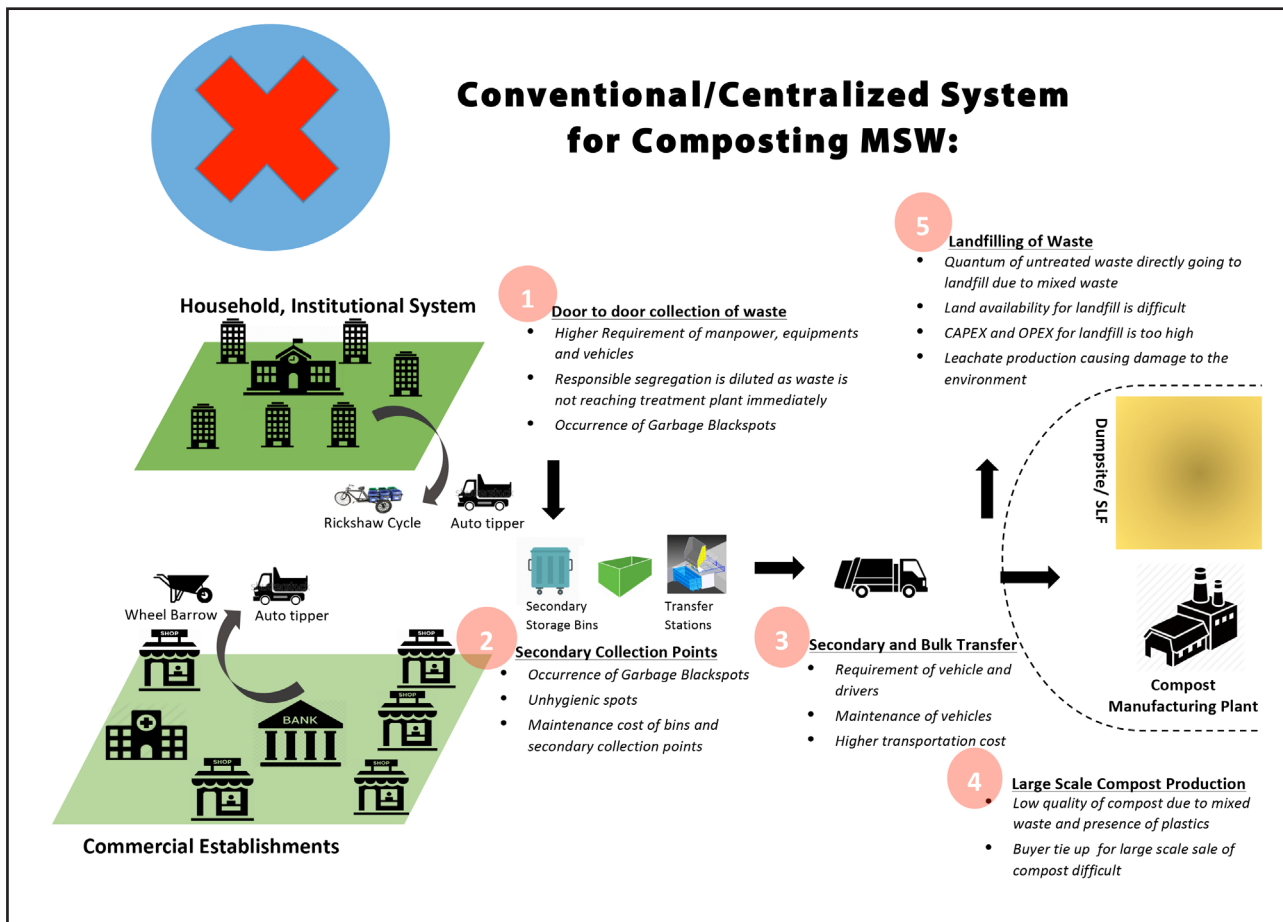 Conventional/Centralized System
for Composting MSW:
Household, Institutional System
Rickshaw Cycle
Auto tipper
Wheel Barrow
Auto tipper
SHOP
SHOP
SHOP
BANK
SHOP
SHOP
Commercial Establishments
1
Door to door collection of waste
• Higher Requirement of manpower, equipments
and vehicles
• Responsible segregation is diluted as waste is
not reaching treatment plant immediately
• Occurrence of Garbage Blackspots
Secondary
Storage Bins
Transfer
Stations
2
Secondary Collection Points
• Occurrence of Garbage Blackspots
• Unhygienic spots
• Maintenance cost of bins and
secondary collection points
3
Secondary and Bulk Transfer
• Requirement of vehicle and
drivers
• Maintenance of vehicles
• Higher transportation cost
4
Large Scale Compost Production
• Low quality of compost due to mixed
waste and presence of plastics
• Buyer tie up for large scale sale of
compost difficult
5
Landfilling of Waste
• Quantum of untreated waste directly going to
landfill due to mixed waste
• Land availability for landfill is difficult
• CAPEX and OPEX for landfill is too high
• Leachate production causing damage to the
environment
Dumpsite/ SLF
Compost
Manufacturing Plant